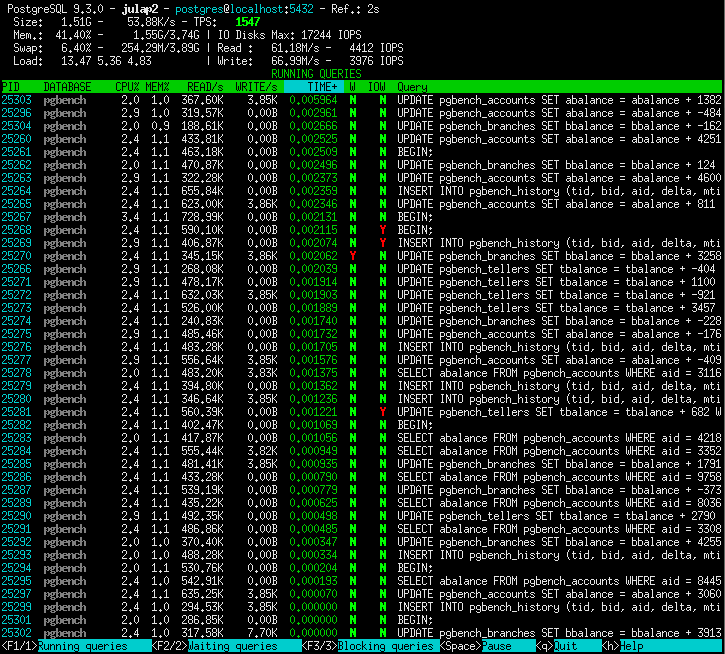 PostgreSQL 9.3.0 - julap2 - postgres@localhost:5432 - Ref.: 2s
Size: 1.51G - 53.88K/s - TPS: 1547
Mem.: 41.40% - 1.55G/3.74G | IO Disks Max: 17244 IOPS
Swap: 6.40% - 254.29M/3.89G | Read : 61.18M/s - 4412 IOPS
Load: 13.47 5.36 4.83 | Write: 66.99M/s - 3976 IOPS
RUNNING QUERIES
PID DATABASE CPU% MEM% READ/s WRITE/s TIME+ W IOW Query
25303 pgbench 2.0 1.0 367.60K 3.85K 0.005964 N N UPDATE pgbench_accounts SET abalance = abalance + 1382
25296 pgbench 2.9 1.0 319.57K 0.00B 0.002961 N N UPDATE pgbench_accounts SET abalance = abalance + -484
25304 pgbench 2.0 0.9 188.61K 0.00B 0.002666 N N UPDATE pgbench_branches SET bbalance = bbalance + -162
25260 pgbench 2.4 1.1 433.81K 0.00B 0.002525 N N UPDATE pgbench_accounts SET abalance = abalance + 4251
25261 pgbench 2.4 1.1 463.18K 0.00B 0.002509 N N BEGIN;
25262 pgbench 2.0 1.1 470.87K 0.00B 0.002496 N N UPDATE pgbench_branches SET bbalance = bbalance + 124
25263 pgbench 2.9 1.1 322.28K 0.00B 0.002373 N N UPDATE pgbench_accounts SET abalance = abalance + 4600
25264 pgbench 2.4 1.1 655.84K 0.00B 0.002359 N N INSERT INTO pgbench_history (tid, bid, aid, delta, mti
25265 pgbench 2.4 1.1 623.00K 3.86K 0.002346 N N UPDATE pgbench_accounts SET abalance = abalance + 811
25267 pgbench 3.4 1.1 728.99K 0.00B 0.002131 N N BEGIN;
25268 pgbench 2.4 1.1 590.10K 0.00B 0.002115 N Y BEGIN;
25269 pgbench 2.9 1.1 406.87K 0.00B 0.002074 N Y INSERT INTO pgbench_history (tid, bid, aid, delta, mti
25270 pgbench 2.4 1.1 345.15K 3.86K 0.002062 Y N UPDATE pgbench_branches SET bbalance = bbalance + 3258
25266 pgbench 2.9 1.1 268.08K 0.00B 0.002039 N N UPDATE pgbench_tellers SET tbalance = tbalance + -404
25271 pgbench 2.9 1.1 478.17K 0.00B 0.001914 N N UPDATE pgbench_tellers SET tbalance = tbalance + 1100
25272 pgbench 2.4 1.1 632.03K 3.85K 0.001903 N N UPDATE pgbench_tellers SET tbalance = tbalance + -921
25273 pgbench 2.4 1.1 526.00K 0.00B 0.001889 N N UPDATE pgbench_tellers SET tbalance = tbalance + 3457
25274 pgbench 2.4 1.1 240.83K 0.00B 0.001740 N N UPDATE pgbench_branches SET bbalance = bbalance + -228
25275 pgbench 2.9 1.1 485.46K 0.00B 0.001732 N N UPDATE pgbench_accounts SET abalance = abalance + -176
25276 pgbench 2.4 1.1 483.28K 0.00B 0.001705 N N INSERT INTO pgbench_history (tid, bid, aid, delta, mti
25277 pgbench 2.9 1.1 556.64K 3.85K 0.001576 N N UPDATE pgbench_accounts SET abalance = abalance + -409
25278 pgbench 2.0 1.1 483.20K 3.83K 0.001375 N N SELECT abalance FROM pgbench_accounts WHERE aid = 3116
25279 pgbench 2.4 1.1 394.80K 0.00B 0.001362 N N INSERT INTO pgbench_history (tid, bid, aid, delta, mti
25280 pgbench 2.4 1.1 346.64K 3.85K 0.001236 N N INSERT INTO pgbench_history (tid, bid, aid, delta, mti
25281 pgbench 2.4 1.1 560.39K 0.00B 0.001221 N Y UPDATE pgbench_tellers SET tbalance = tbalance + 682 W
25282 pgbench 2.4 1.1 402.47K 0.00B 0.001069 N N BEGIN;
25283 pgbench 2.0 1.1 417.87K 0.00B 0.001056 N N SELECT abalance FROM pgbench_accounts WHERE aid = 4218
25284 pgbench 2.4 1.1 555.44K 3.82K 0.000949 N N SELECT abalance FROM pgbench_accounts WHERE aid = 3352
25285 pgbench 2.4 1.1 481.41K 3.85K 0.000935 N N UPDATE pgbench_branches SET bbalance = bbalance + 1791
25286 pgbench 2.4 1.1 433.28K 0.00B 0.000790 N N SELECT abalance FROM pgbench_accounts WHERE aid = 9758
25287 pgbench 2.4 1.1 539.19K 0.00B 0.000779 N N UPDATE pgbench_branches SET bbalance = bbalance + -373
25289 pgbench 2.4 1.1 435.22K 0.00B 0.000625 N N SELECT abalance FROM pgbench_accounts WHERE aid = 8036
25290 pgbench 2.9 1.1 492.35K 0.00B 0.000498 N N UPDATE pgbench_tellers SET tbalance = tbalance + 2790
25291 pgbench 2.4 1.1 486.86K 0.00B 0.000485 N N SELECT abalance FROM pgbench_accounts WHERE aid = 3308
25292 pgbench 2.0 1.0 370.40K 0.00B 0.000347 N N UPDATE pgbench_branches SET bbalance = bbalance + 4255
25293 pgbench 2.0 1.0 488.28K 0.00B 0.000334 N N INSERT INTO pgbench_history (tid, bid, aid, delta, mti
25294 pgbench 2.0 1.1 530.76K 0.00B 0.000204 N N BEGIN;
25295 pgbench 2.4 1.0 542.91K 0.00B 0.000193 N N SELECT abalance FROM pgbench_accounts WHERE aid = 8445
25297 pgbench 2.4 1.1 635.25K 3.85K 0.000070 N N UPDATE pgbench_accounts SET abalance = abalance + 3060
25299 pgbench 2.4 1.0 294.53K 3.85K 0.000000 N N INSERT INTO pgbench_history (tid, bid, aid, delta, mti
25301 pgbench 2.0 1.0 286.85K 0.00B 0.000000 N N BEGIN;
25302 pgbench 2.4 1.0 317.58K 7.70K 0.000000 N N UPDATE pgbench_branches SET bbalance = bbalance + 3913
<F1/1>Running queries <F2/2>Waiting queries <F3/3>Blocking queries <Space>Pause <q>Quit <h>Help